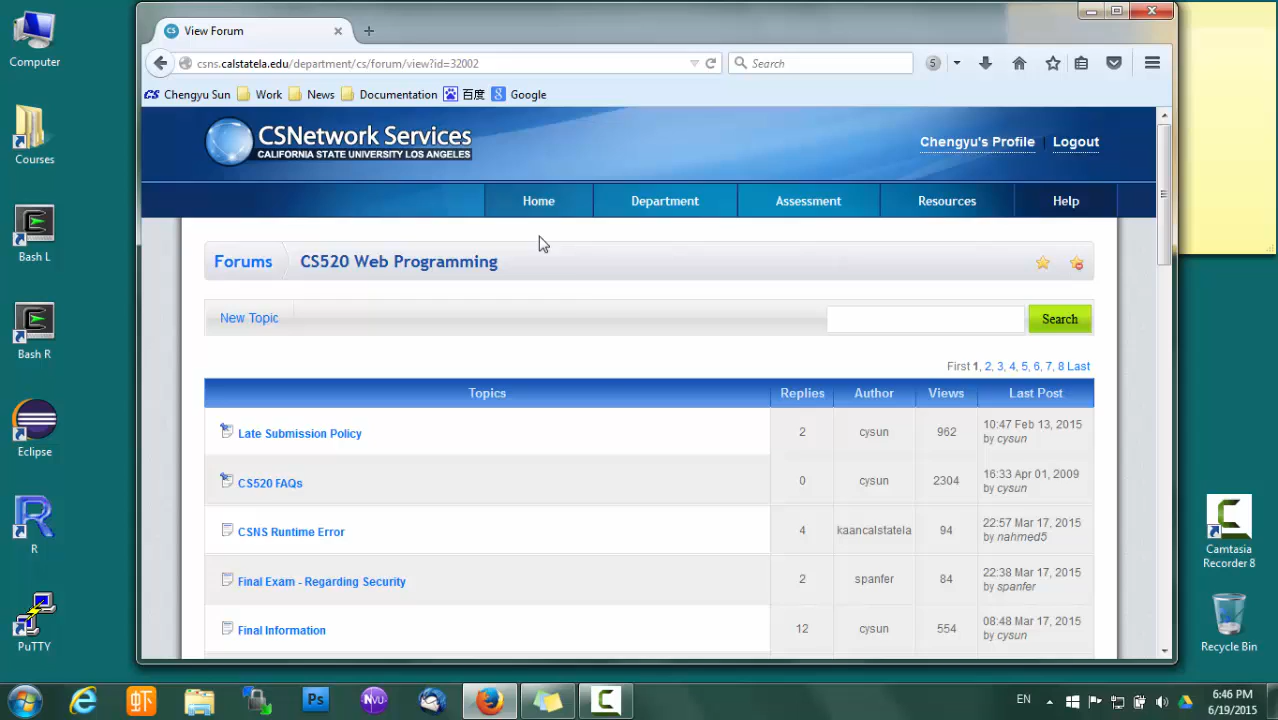 Computer
Courses
Bash L
Bash R
Eclipse
R
PuTTY
View Forum
csns.calstatela.edu/department/cs/forum/view?id=32002
Search
5
CS Chengyu Sun Work News Documentation 百度 Google
CSNetwork Services
CALIFORNIA STATE UNIVERSITY LOS ANGELES
Chengyu's Profile Logout
Home Department Assessment Resources Help
Forums CS520 Web Programming
New Topic Search
First 1, 2, 3, 4, 5, 6, 7, 8 Last
Topics Replies Author Views Last Post
Late Submission Policy 2 cysun 962 10:47 Feb 13, 2015
by cysun
CS520 FAQs 0 cysun 2304 16:33 Apr 01, 2009
by cysun
CSNS Runtime Error 4 kaancalstatela 94 22:57 Mar 17, 2015
by nahmed5
Final Exam - Regarding Security 2 spanfer 84 22:38 Mar 17, 2015
by spanfer
Final Information 12 cysun 554 08:48 Mar 17, 2015
by cysun
Camtasia
Recorder 8
Recycle Bin
虾
Ps
Nvu
EN
6:46 PM
6/19/2015